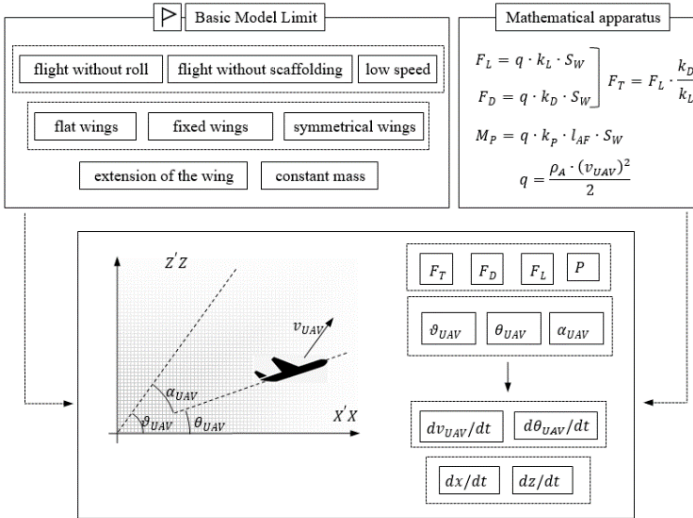 Basic Model Limit
flight without roll
flight without scaffolding
low speed
flat wings
fixed wings
symmetrical wings
extension of the wing
constant mass
Mathematical apparatus
F_L = q · k_L · S_W
F_D = q · k_D · S_W
F_T = F_L · k_D / k_L
M_P = q · k_P · l_AF · S_W
q = ρ_A · (v_UAV)² / 2
Z'Z
v_UAV
α_UAV
ϑ_UAV
θ_UAV
X'X
F_T
F_D
F_L
P
ϑ_UAV
θ_UAV
α_UAV
dv_UAV/dt
dθ_UAV/dt
dx/dt
dz/dt